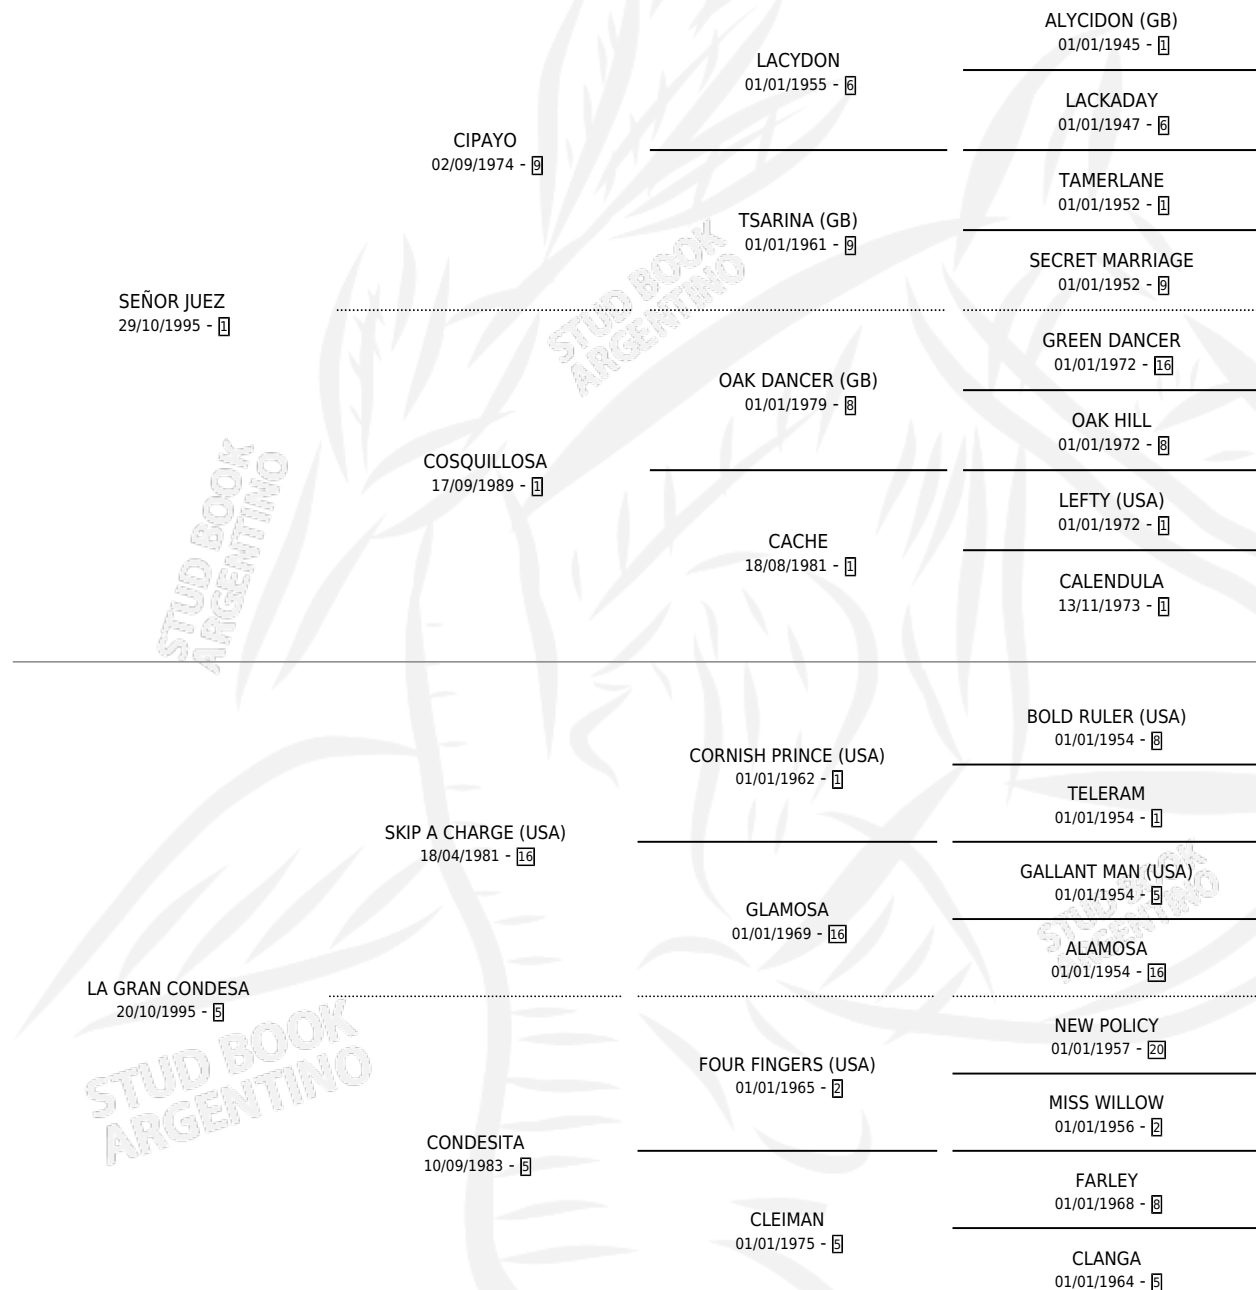 ALYCIDON (GB)
01/01/1945 - 1
LACYDON
01/01/1955 - 6
LACKADAY
01/01/1947 - 6
CIPAYO
02/09/1974 - 9
TAMERLANE
01/01/1952 - 1
TSARINA (GB)
01/01/1961 - 9
SECRET MARRIAGE
01/01/1952 - 9
SEÑOR JUEZ
29/10/1995 - 1
STUD BOOK
ARGENTINO
GREEN DANCER
01/01/1972 - 16
OAK DANCER (GB)
01/01/1979 - 8
OAK HILL
01/01/1972 - 8
COSQUILLOSA
17/09/1989 - 1
LEFTY (USA)
01/01/1972 - 1
CACHE
18/08/1981 - 1
CALENDULA
13/11/1973 - 1
STUD BOOK
ARGENTINO
BOLD RULER (USA)
01/01/1954 - 8
CORNISH PRINCE (USA)
01/01/1962 - 1
TELERAM
01/01/1954 - 1
SKIP A CHARGE (USA)
18/04/1981 - 16
GALLANT MAN (USA)
01/01/1954 - 5
GLAMOSA
01/01/1969 - 16
ALAMOSA
01/01/1954 - 16
STUD BOOK
ARGENTINO
LA GRAN CONDESA
20/10/1995 - 5
NEW POLICY
01/01/1957 - 20
FOUR FINGERS (USA)
01/01/1965 - 2
MISS WILLOW
01/01/1956 - 2
STUD BOOK
ARGENTINO
CONDESITA
10/09/1983 - 5
FARLEY
01/01/1968 - 8
CLEIMAN
01/01/1975 - 5
CLANGA
01/01/1964 - 5